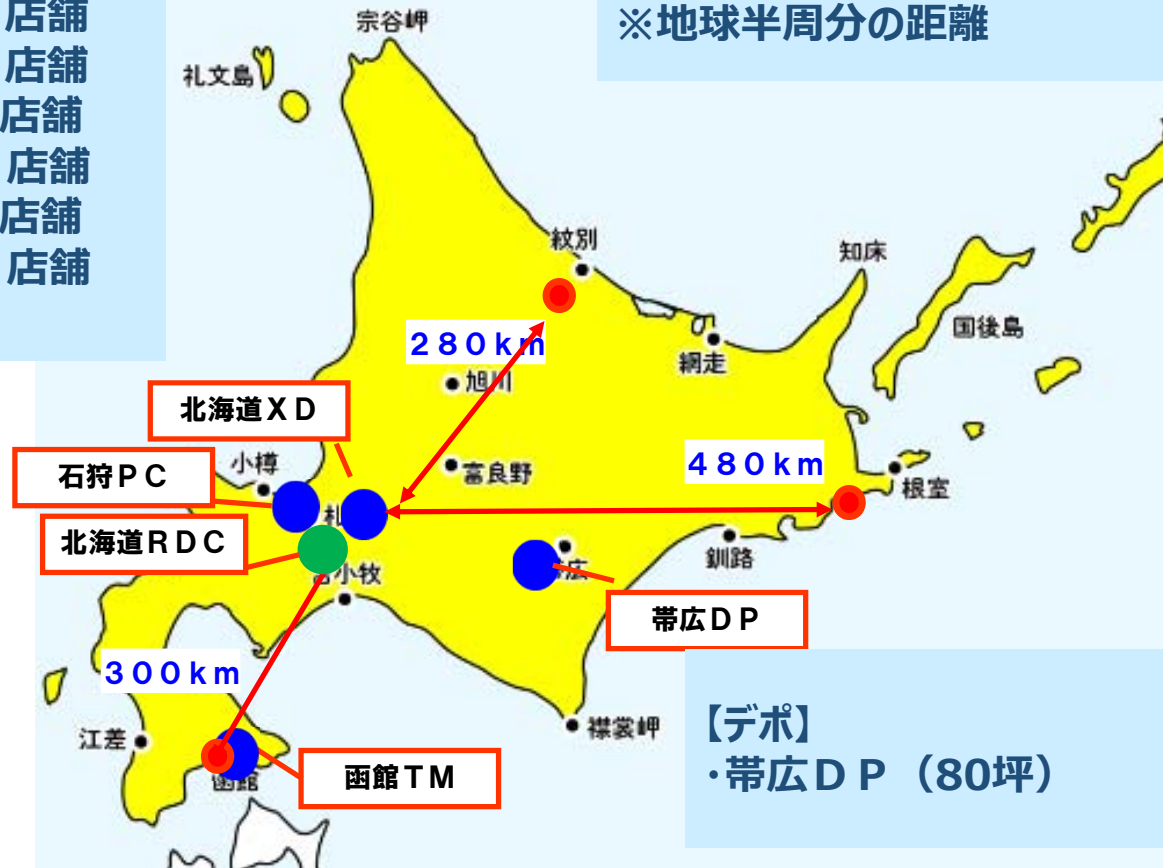 店舗
店舗
店舗
店舗
店舗
店舗
※地球半周分の距離
宗谷岬
礼文島
紋別
知床
国後島
280km
網走
旭川
北海道XD
小樽
富良野
480km
石狩PC
根室
札
北海道RDC
釧路
小牧
広
帯広DP
300km
江差
襟裳岬
【デポ】
・帯広DP（80坪）
函館TM
函館